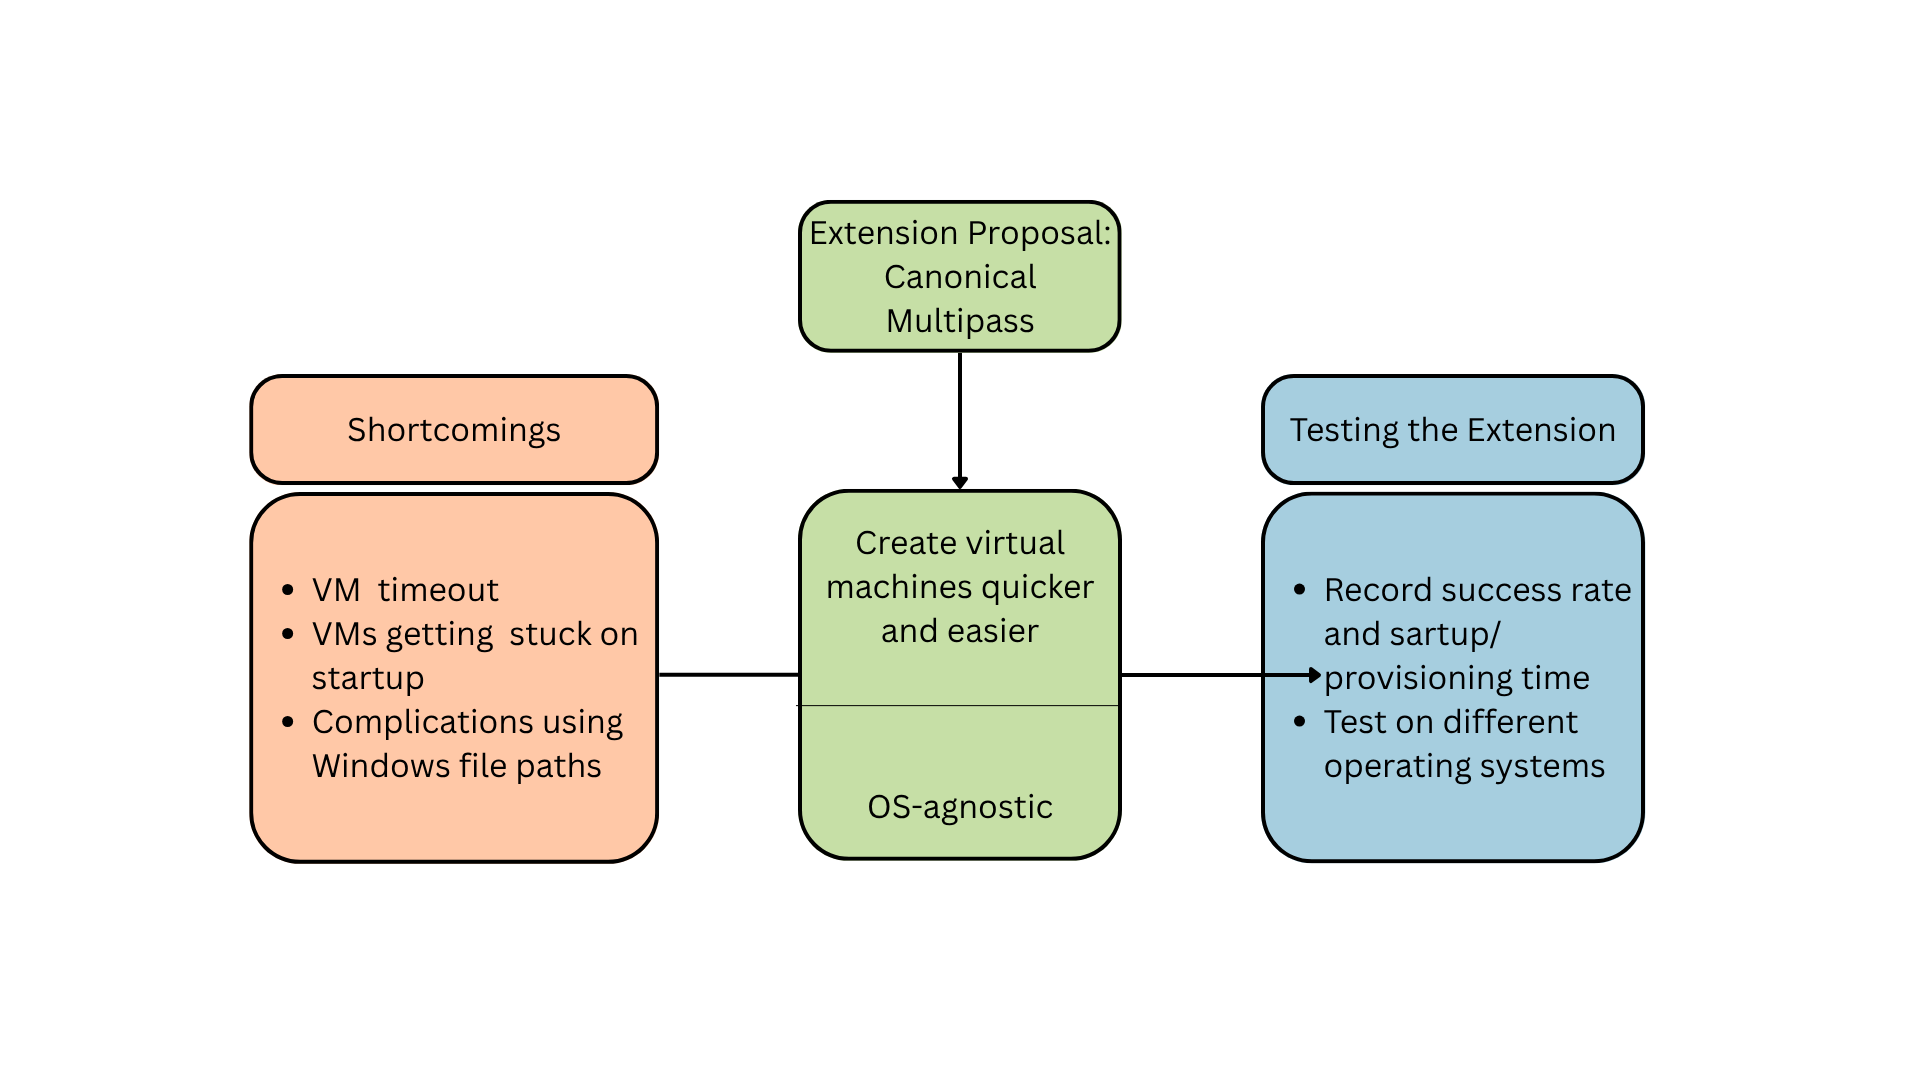 Extension Proposal:
Canonical
Multipass
Shortcomings
• VM  timeout
• VMs getting  stuck on
startup
• Complications using
Windows file paths
Create virtual
machines quicker
and easier
OS-agnostic
Testing the Extension
• Record success rate
and sartup/
provisioning time
• Test on different
operating systems